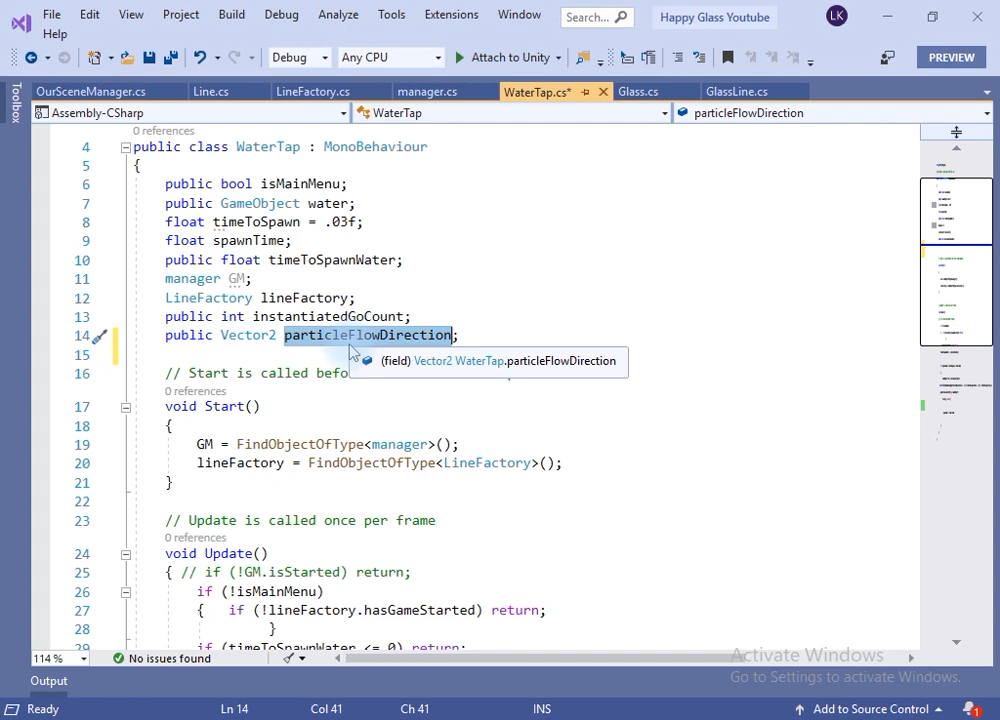 File Edit View Project Build Debug Analyze Tools Extensions Window Search... Happy Glass Youtube LK
Help
Debug Any CPU Attach to Unity PREVIEW
Toolbox
OurSceneManager.cs Line.cs LineFactory.cs manager.cs WaterTap.cs* Glass.cs GlassLine.cs
Assembly-CSharp WaterTap particleFlowDirection
0 references
4 public class WaterTap : MonoBehaviour
5 {
6 public bool isMainMenu;
7 public GameObject water;
8 float timeToSpawn = .03f;
9 float spawnTime;
10 public float timeToSpawnWater;
11 manager GM;
12 LineFactory lineFactory;
13 public int instantiatedGoCount;
14 public Vector2 particleFlowDirection;
15
(field) Vector2 WaterTap.particleFlowDirection
16 // Start is called bef
0 references
17 void Start()
18 {
19 GM = FindObjectOfType<manager>();
20 lineFactory = FindObjectOfType<LineFactory>();
21 }
22
23 // Update is called once per frame
0 references
24 void Update()
25 { // if (!GM.isStarted) return;
26 if (!isMainMenu)
27 { if (!lineFactory.hasGameStarted) return;
28 }
29 if (timeToSpawnWater <= 0) return;
114 % No issues found
Activate Windows
Go to Settings to activate Windows.
Output
Ready Ln 14 Col 41 Ch 41 INS Add to Source Control 1